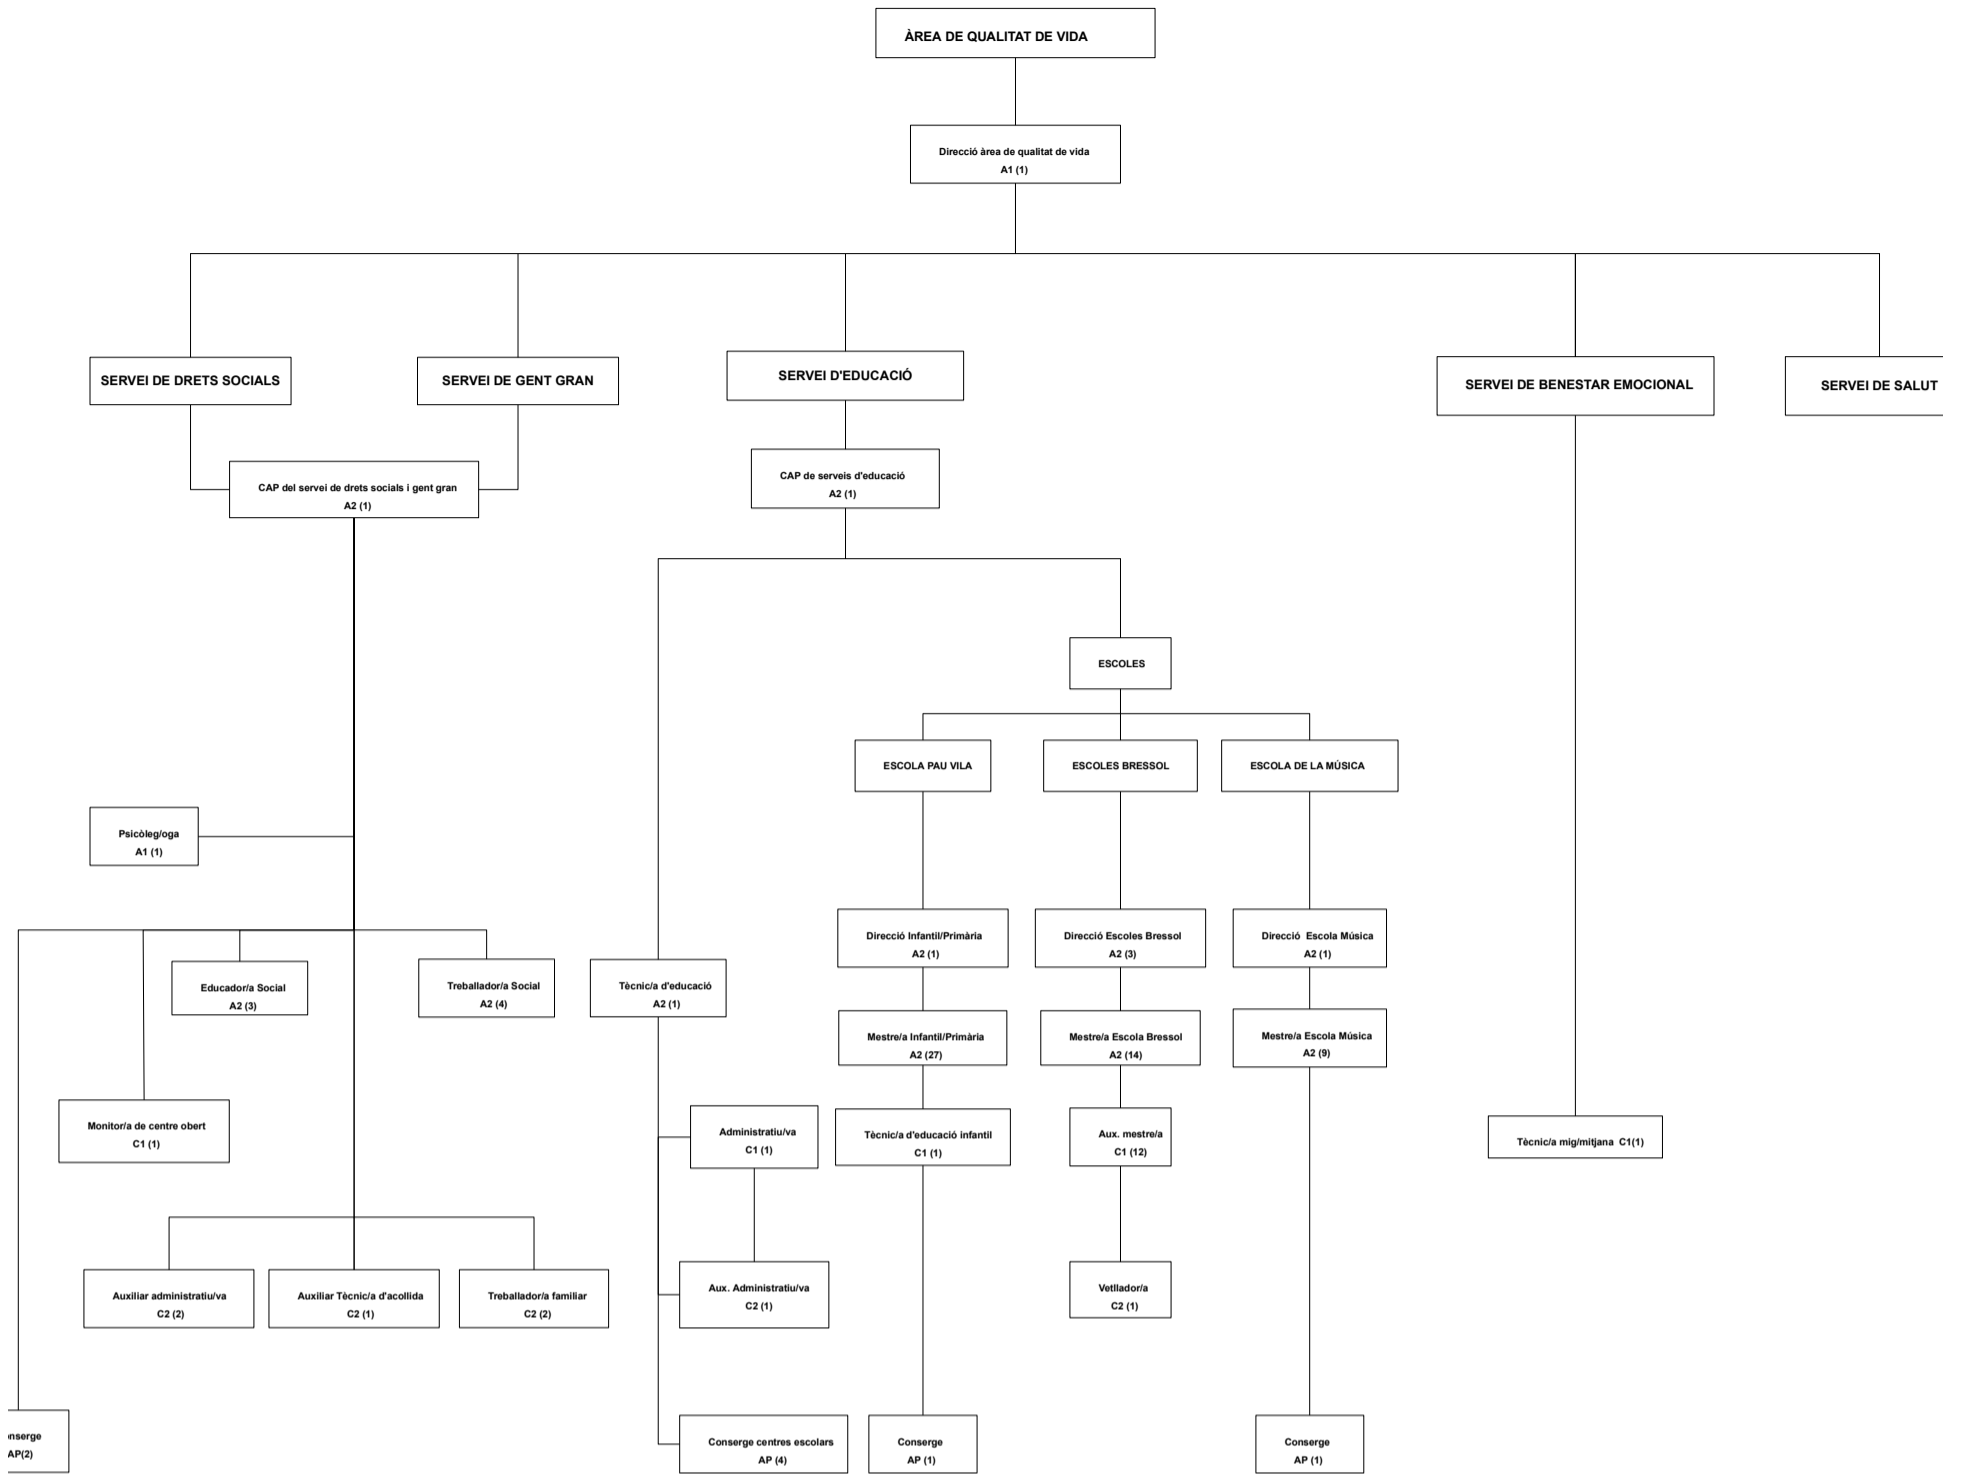 ÀREA DE QUALITAT DE VIDA
Direcció àrea de qualitat de vida
A1 (1)
SERVEI DE DRETS SOCIALS
SERVEI DE GENT GRAN
SERVEI D'EDUCACIÓ
SERVEI DE BENESTAR EMOCIONAL
SERVEI DE SALUT
CAP del servei de drets socials i gent gran
A2 (1)
CAP de serveis d'educació
A2 (1)
ESCOLES
ESCOLA PAU VILA
ESCOLES BRESSOL
ESCOLA DE LA MÚSICA
Psicòleg/oga
A1 (1)
Direcció Infantil/Primària
A2 (1)
Direcció Escoles Bressol
A2 (3)
Direcció Escola Música
A2 (1)
Educador/a Social
A2 (3)
Treballador/a Social
A2 (4)
Tècnic/a d'educació
A2 (1)
Mestre/a Infantil/Primària
A2 (27)
Mestre/a Escola Bressol
A2 (14)
Mestre/a Escola Música
A2 (9)
Monitor/a de centre obert
C1 (1)
Administratiu/va
C1 (1)
Tècnic/a d'educació infantil
C1 (1)
Aux. mestre/a
C1 (12)
Tècnic/a mig/mitjana C1(1)
Auxiliar administratiu/va
C2 (2)
Auxiliar Tècnic/a d'acollida
C2 (1)
Treballador/a familiar
C2 (2)
Aux. Administratiu/va
C2 (1)
Vetllador/a
C2 (1)
nserge
AP(2)
Conserge centres escolars
AP (4)
Conserge
AP (1)
Conserge
AP (1)